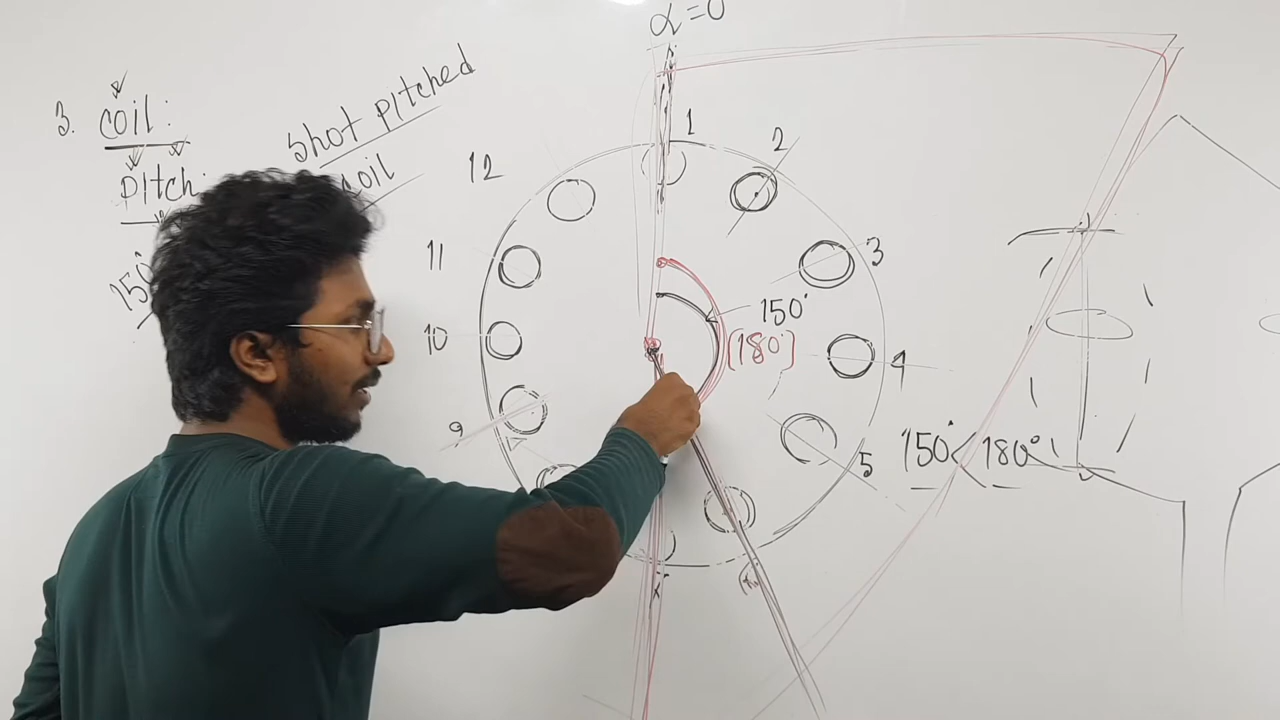 α=0
3. Coil:
Pitch:
150°
Shot pitched
coil
1
2
3
4
5
9
10
11
12
150°
(180°)
150° < 180°